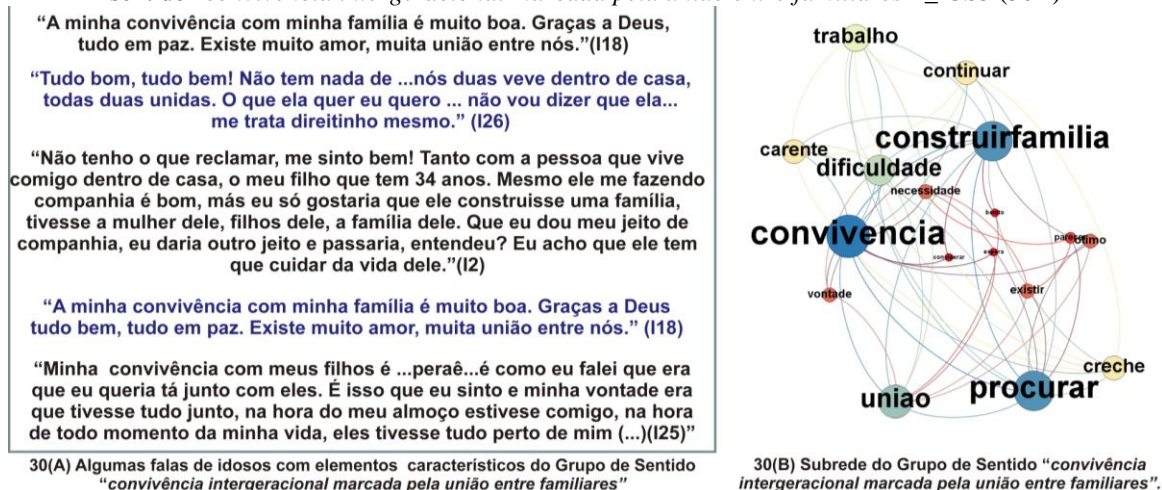 “A minha convivência com minha família é muito boa. Graças a Deus,
tudo em paz. Existe muito amor, muita união entre nós.”(I18)
“Tudo bom, tudo bem! Não tem nada de ...nós duas veve dentro de casa,
todas duas unidas. O que ela quer eu quero ... não vou dizer que ela...
me trata direitinho mesmo.” (I26)
“Não tenho o que reclamar, me sinto bem! Tanto com a pessoa que vive
comigo dentro de casa, o meu filho que tem 34 anos. Mesmo ele me fazendo
companhia é bom, más eu só gostaria que ele construisse uma família,
tivesse a mulher dele, filhos dele, a família dele. Que eu dou meu jeito de
companhia, eu daria outro jeito e passaria, entendeu? Eu acho que ele tem
que cuidar da vida dele.”(I2)
“A minha convivência com minha família é muito boa. Graças a Deus
tudo bem, tudo em paz. Existe muito amor, muita união entre nós.” (I18)
“Minha convivência com meus filhos é ...peraê...é como eu falei que era
que eu queria tá junto com eles. É isso que eu sinto e minha vontade era
que tivesse tudo junto, na hora do meu almoço estivese comigo, na hora
de todo momento da minha vida, eles tivesse tudo perto de mim (...)(I25)”
30(A) Algumas falas de idosos com elementos característicos do Grupo de Sentido
“convivência intergeracional marcada pela união entre familiares”
trabalho
continuar
construirfamilia
carente
dificuldade
necessidade
convivencia
considerar
otimo
vontade
existir
creche
uniao
procurar
30(B) Subrede do Grupo de Sentido “convivência
intergeracional marcada pela união entre familiares”.